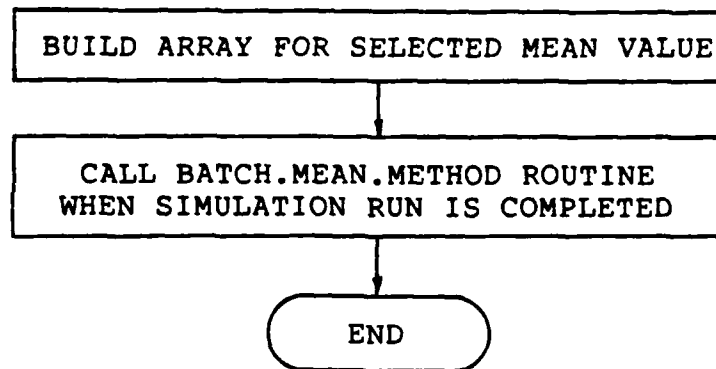 BUILD ARRAY FOR SELECTED MEAN VALUE
CALL BATCH.MEAN.METHOD ROUTINE
WHEN SIMULATION RUN IS COMPLETED
END